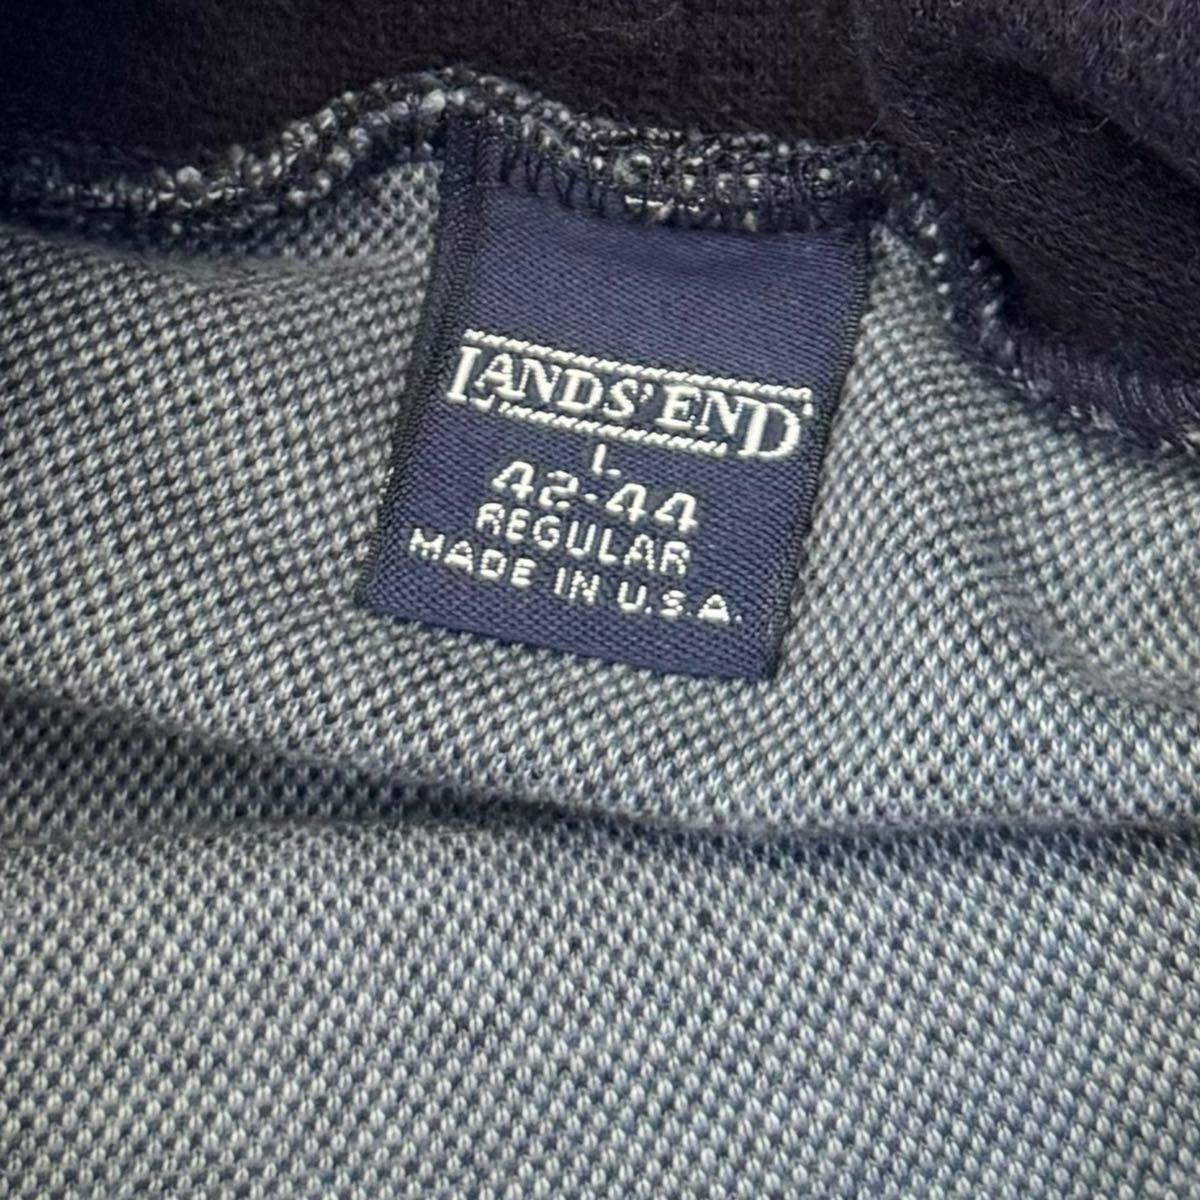 LANDS' END
L
42-44
REGULAR
MADE IN U.S.A.